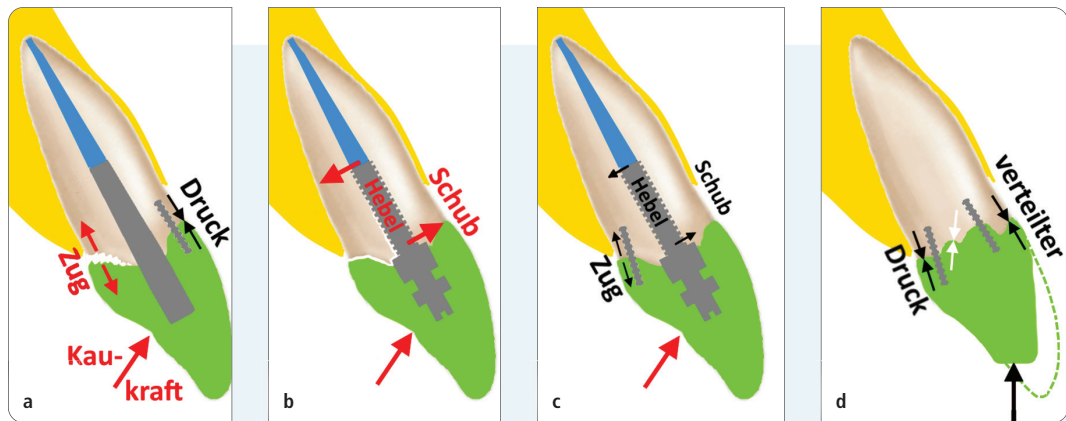 Druck
Zug
Kau-
kraft
a
Hebel
Schub
b
Hebel
Schub
Zug
c
verteilter
Druck
d